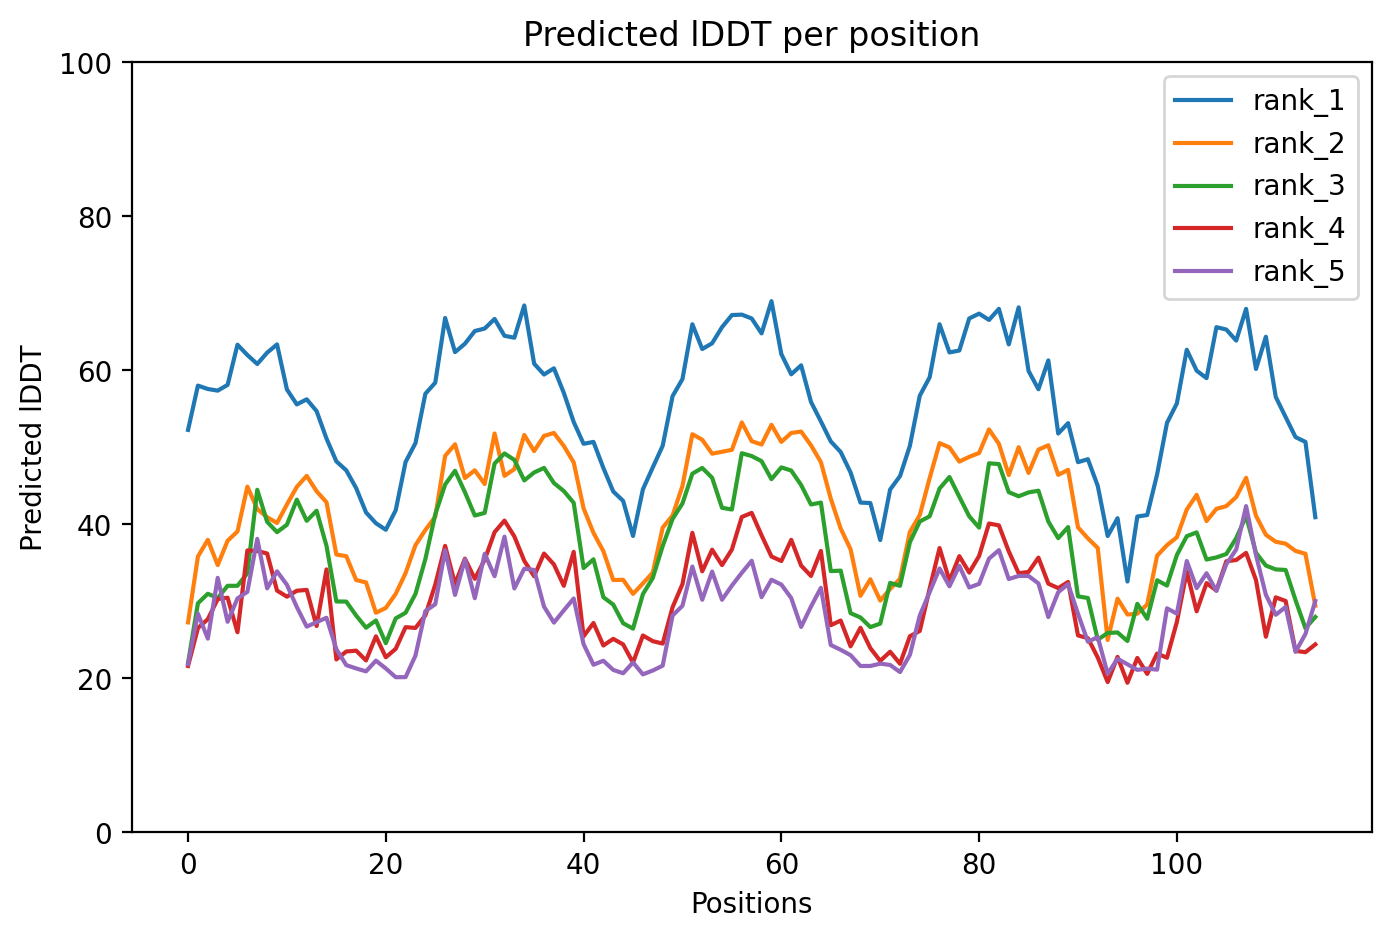 Predicted lDDT per position
100
80
60
40
20
0
Predicted lDDT
0 20 40 60 80 100
Positions
rank_1
rank_2
rank_3
rank_4
rank_5